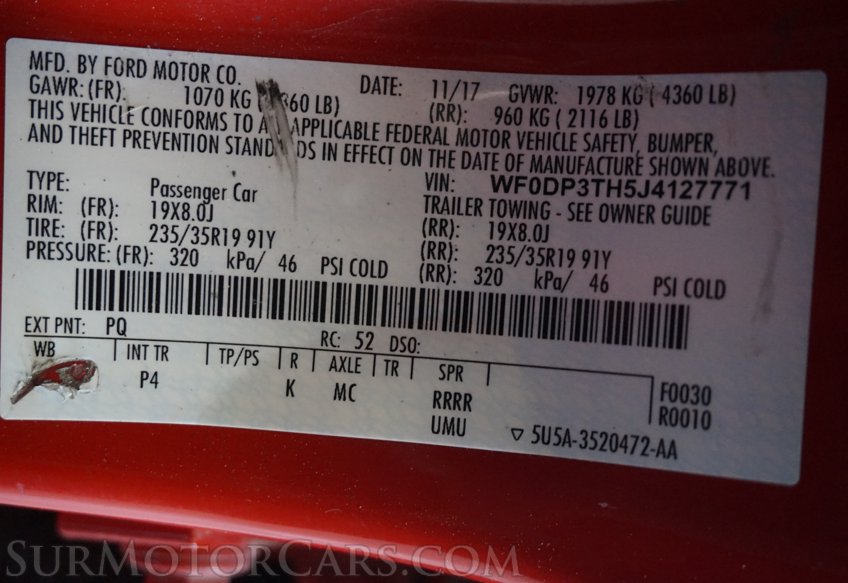 MFD. BY FORD MOTOR CO. DATE: 11/17 GVWR: 1978 KG ( 4360 LB)
GAWR: (FR): 1070 KG ( 360 LB) (RR): 960 KG ( 2116 LB)
THIS VEHICLE CONFORMS TO APPLICABLE FEDERAL MOTOR VEHICLE SAFETY, BUMPER,
AND THEFT PREVENTION STAND DS IN EFFECT ON THE DATE OF MANUFACTURE SHOWN ABOVE.
TYPE: Passenger Car VIN: WF0DP3TH5J4127771
TRAILER TOWING - SEE OWNER GUIDE
RIM: (FR): 19X8.0J (RR): 19X8.0J
TIRE: (FR): 235/35R19 91Y (RR): 235/35R19 91Y
PRESSURE: (FR): 320 kPa/ 46 PSI COLD (RR): 320 kPa/ 46 PSI COLD
EXT PNT: PQ RC: 52 DSO:
WB INT TR TP/PS R AXLE TR SPR
P4 K MC RRRR F0030
UMU R0010
▽ 5U5A-3520472-AA
SURMOTORCARS.COM